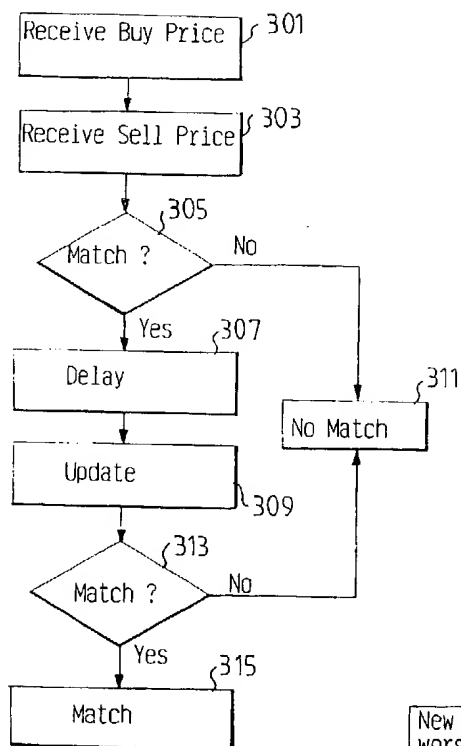 Receive Buy Price
301
Receive Sell Price
303
305
Match ?
No
Yes
307
Delay
311
No Match
Update
309
313
Match ?
No
Yes
315
Match
New